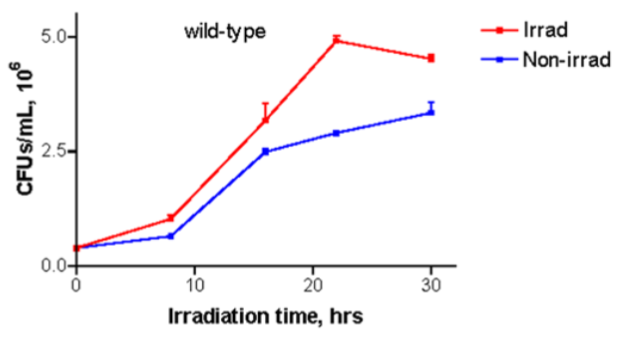 wild-type
Irrad
Non-irrad
CFUs/mL, 10⁶
5.0
2.5
0.0
0 10 20 30
Irradiation time, hrs